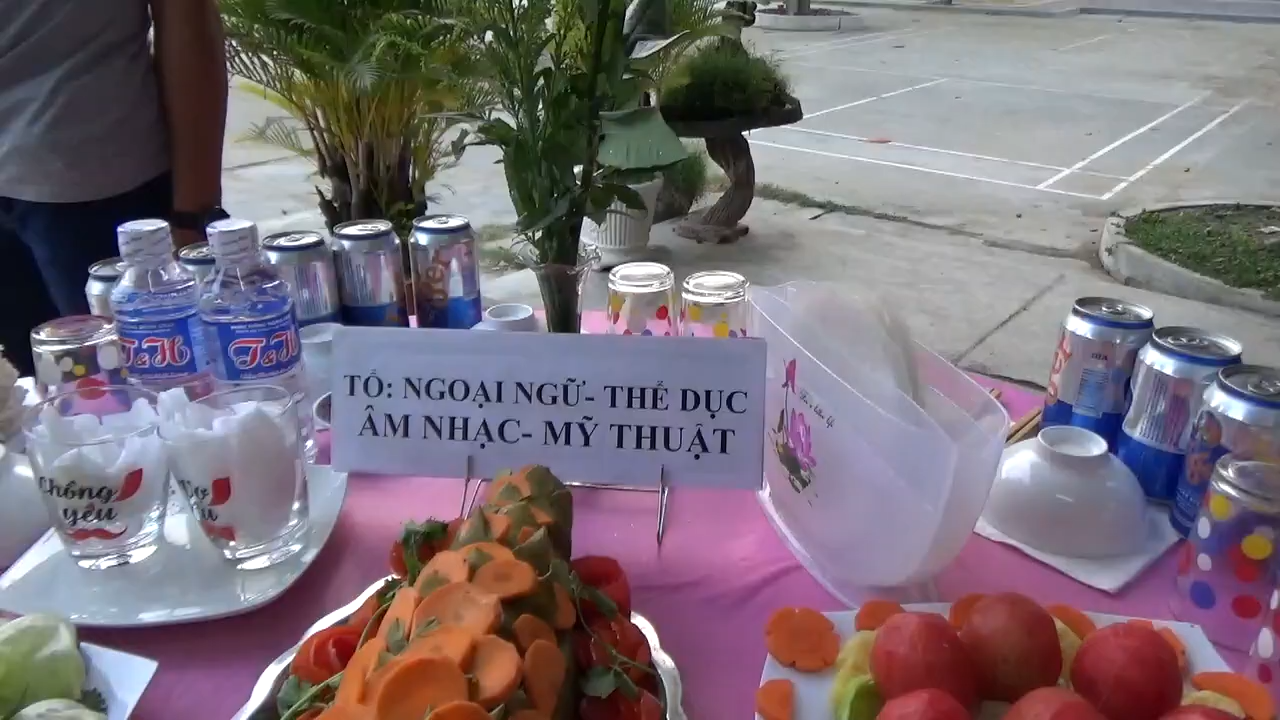 TỔ: NGOẠI NGỮ- THỂ DỤC
ÂM NHẠC- MỸ THUẬT
T&H
T&H
Chồng
yêu